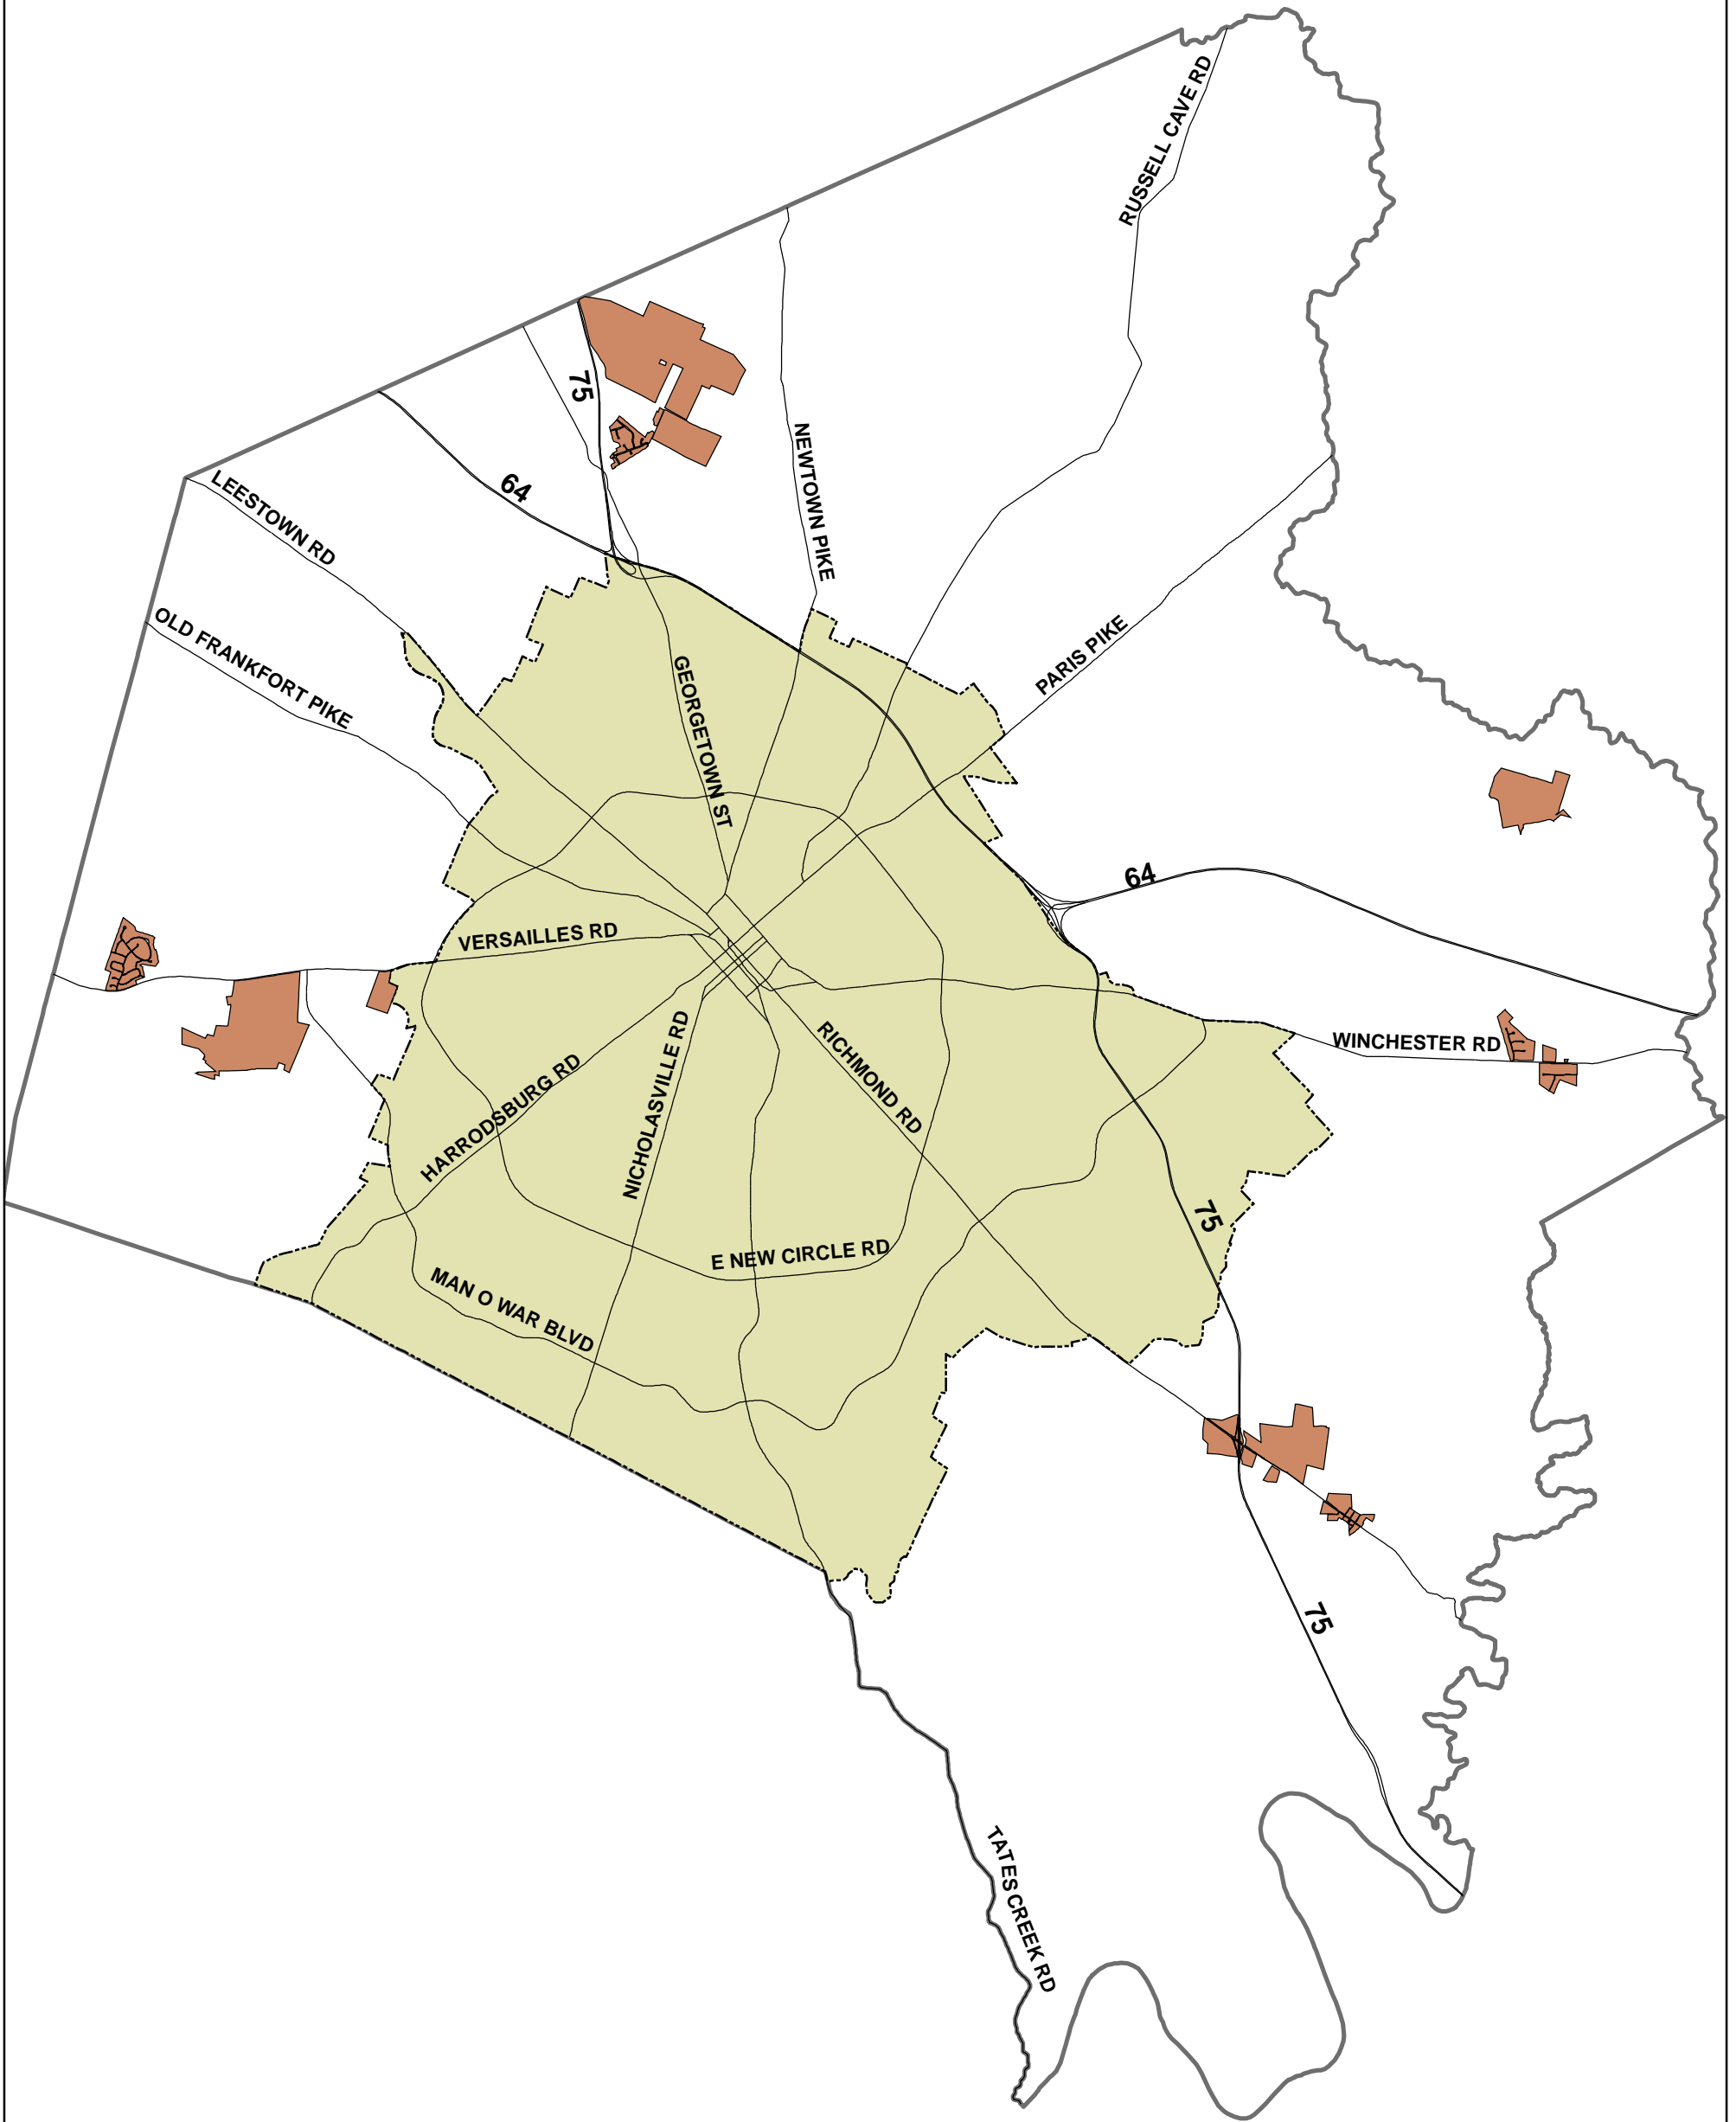 RUSSELL CAVE RD
75
NEWTOWN PIKE
64
LEESTOWN RD
OLD FRANKFORT PIKE
PARIS PIKE
GEORGETOWN ST
64
VERSAILLES RD
WINCHESTER RD
RICHMOND RD
NICHOLASVILLE RD
HARRODSBURG RD
75
E NEW CIRCLE RD
MAN O WAR BLVD
75
TATES CREEK RD